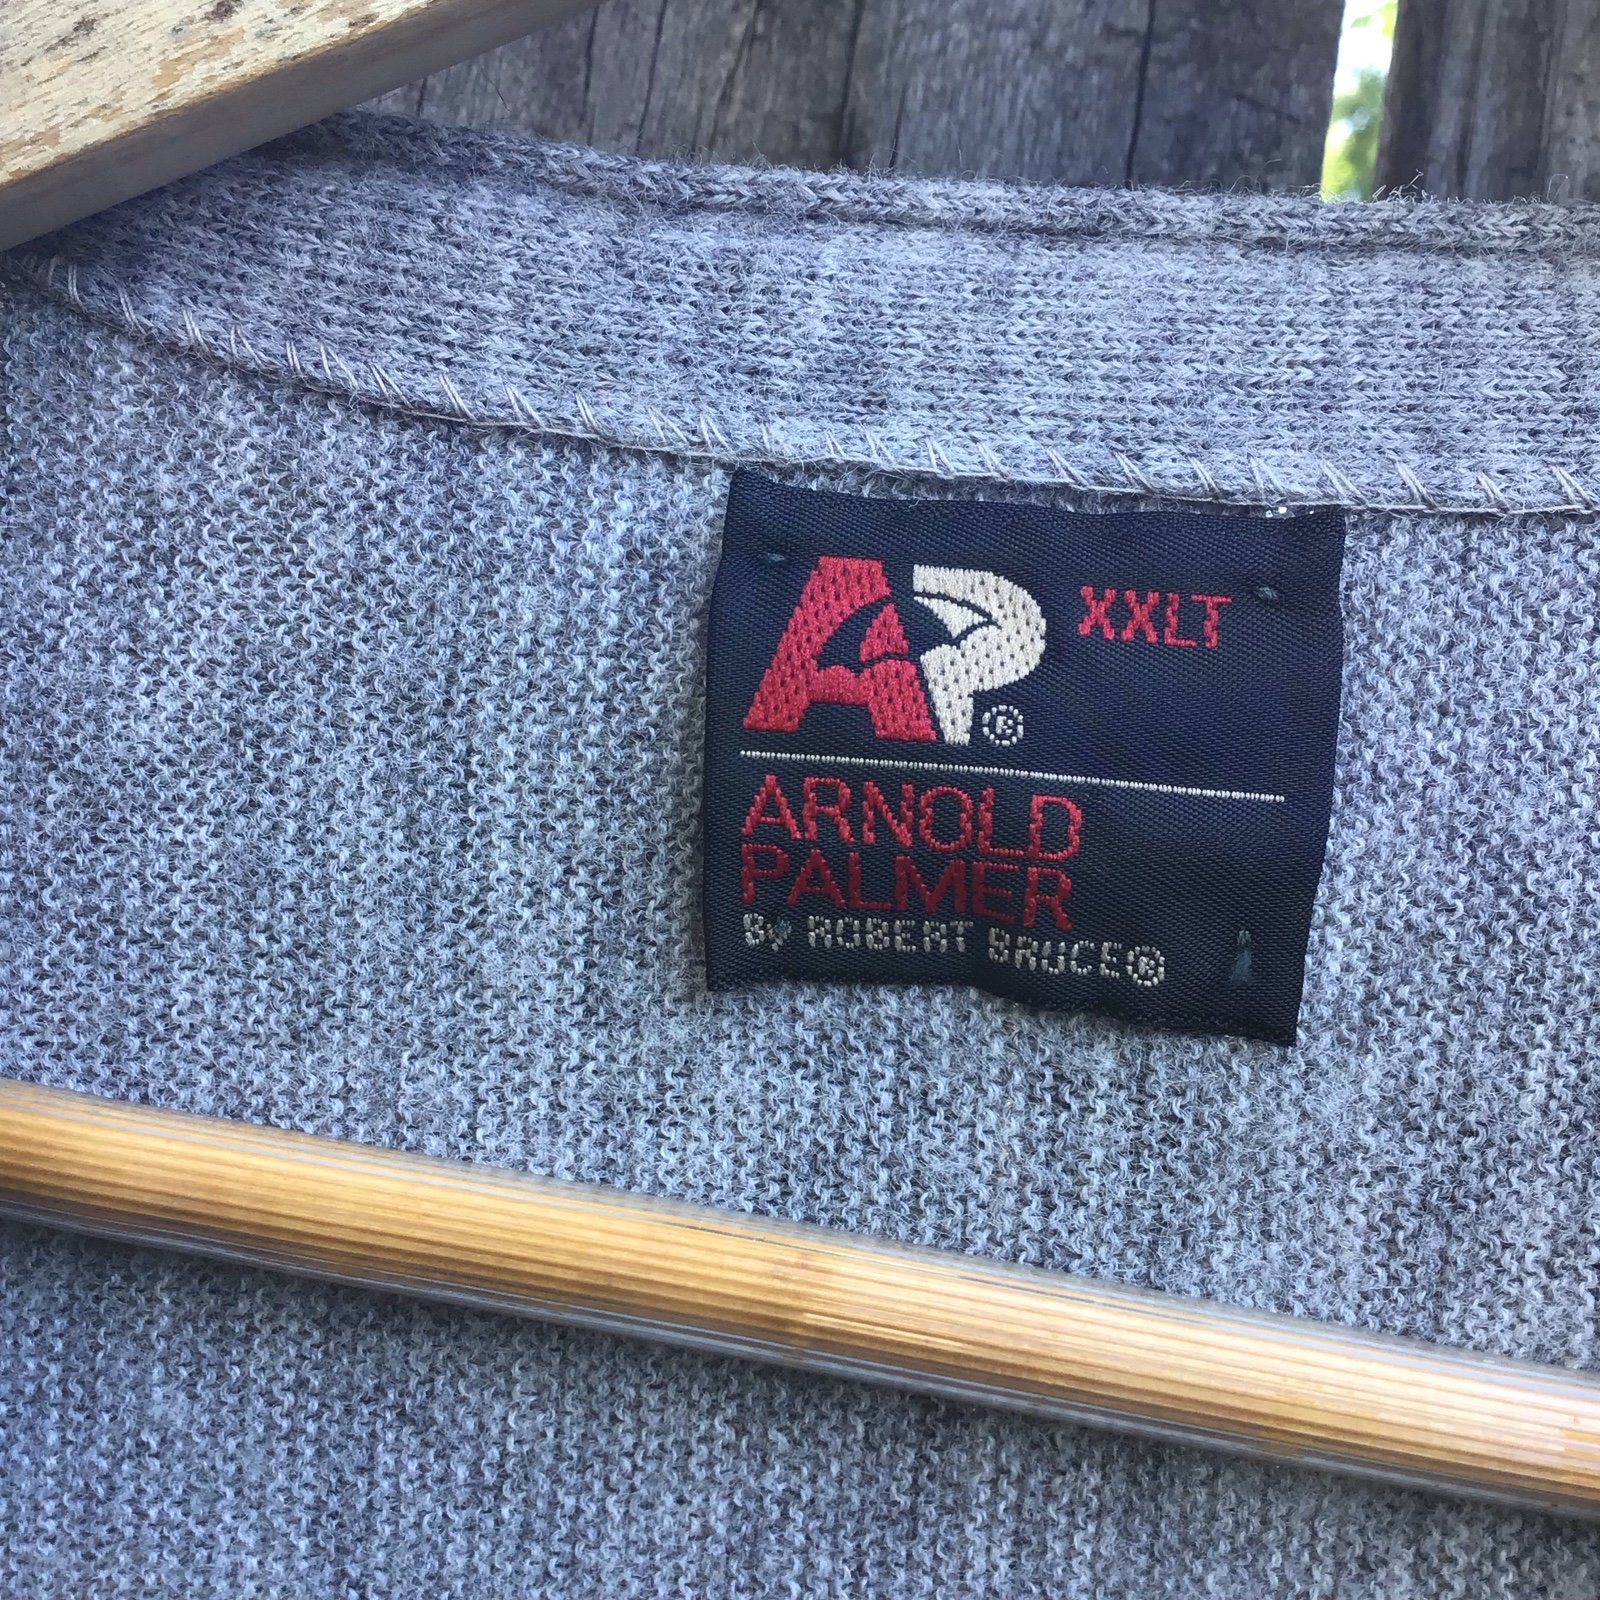 AP® XXLT
ARNOLD
PALMER
By ROBERT BRUCE®